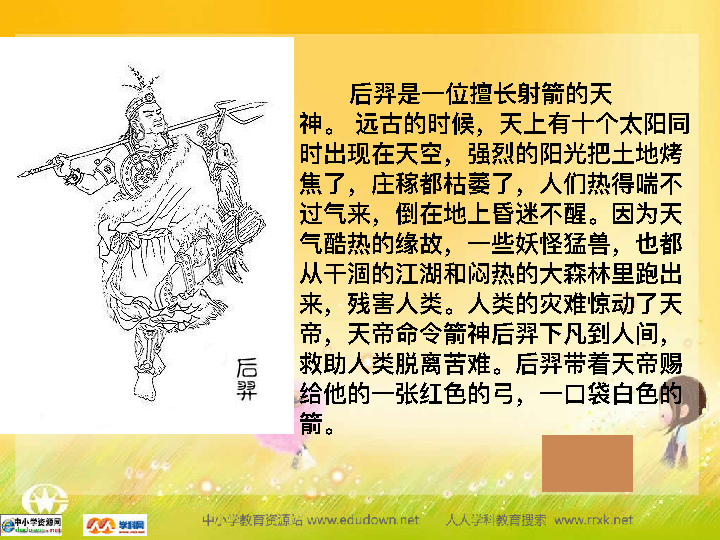 后羿是一位擅长射箭的天
神。 远古的时候，天上有十个太阳同
时出现在天空，强烈的阳光把土地烤
焦了，庄稼都枯萎了，人们热得喘不
过气来，倒在地上昏迷不醒。因为天
气酷热的缘故，一些妖怪猛兽，也都
从干涸的江湖和闷热的大森林里跑出
来，残害人类。人类的灾难惊动了天
帝，天帝命令箭神后羿下凡到人间，
救助人类脱离苦难。后羿带着天帝赐
给他的一张红色的弓，一口袋白色的
箭。
后羿
中小学资源网
学科网
中小学教育资源站 www.edudown.net 人人学科教育搜索 www.rrxk.net